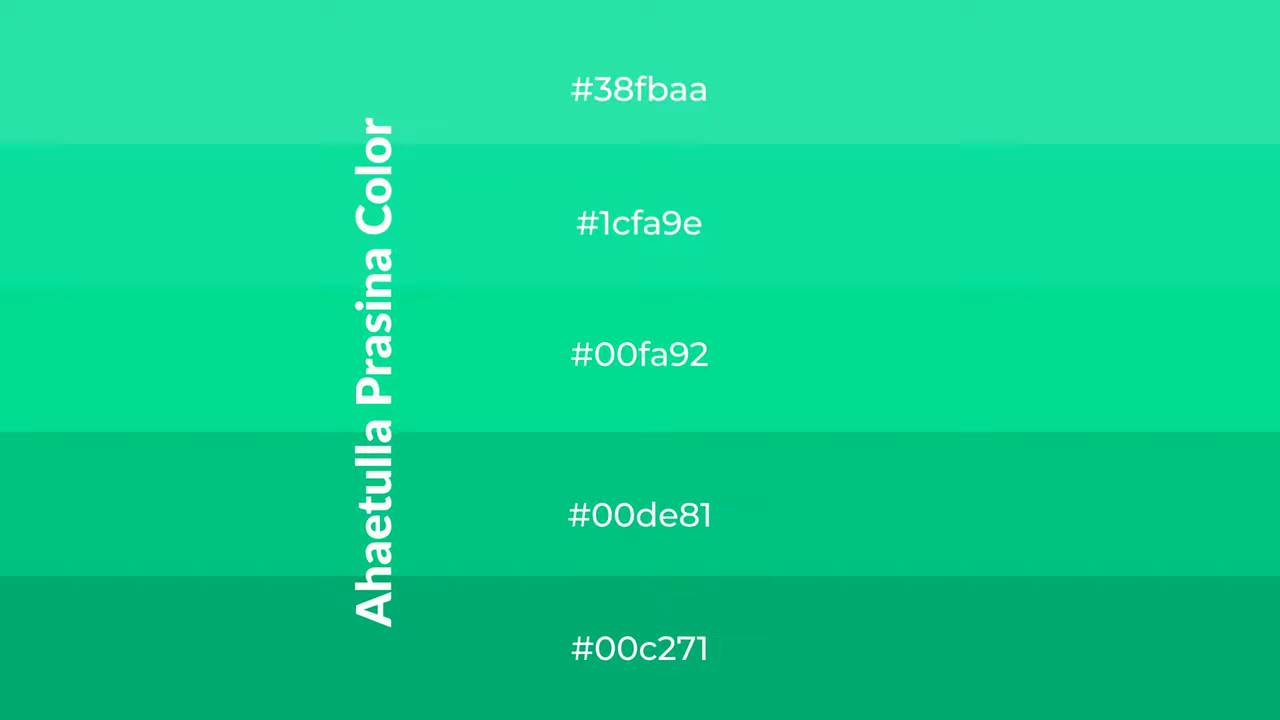 Ahaetulla Prasina Color
#38fbaa
#1cfa9e
#00fa92
#00de81
#00c271